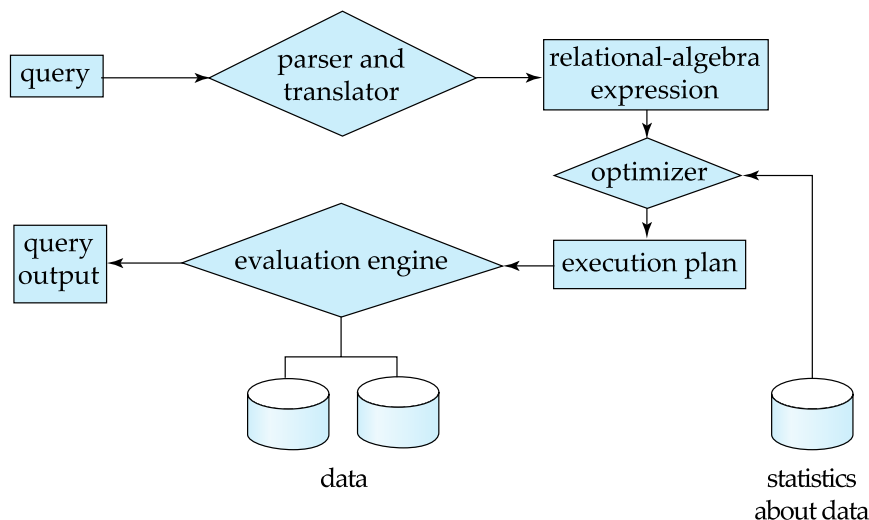 query
parser and
translator
relational-algebra
expression
optimizer
query
output
evaluation engine
execution plan
data
statistics
about data